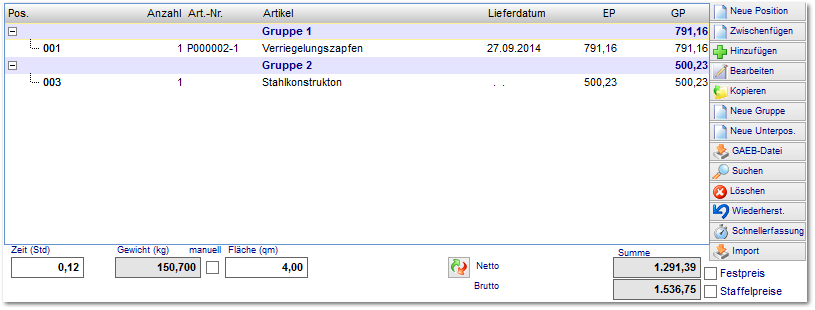 Pos. Anzahl Art.-Nr. Artikel Lieferdatum EP GP
Gruppe 1 791,16
001 1 P000002-1 Verriegelungszapfen 27.09.2014 791,16 791,16
Gruppe 2 500,23
003 1 Stahlkonstrukton . . 500,23 500,23
Neue Position
Zwischenfügen
Hinzufügen
Bearbeiten
Kopieren
Neue Gruppe
Neue Unterpos.
GAEB-Datei
Suchen
Löschen
Wiederherst.
Schnellerfassung
Import
Zeit (Std) Gewicht (kg) manuell Fläche (qm) Summe
0,12 150,700 4,00 Netto 1.291,39 Festpreis
Brutto 1.536,75 Staffelpreise